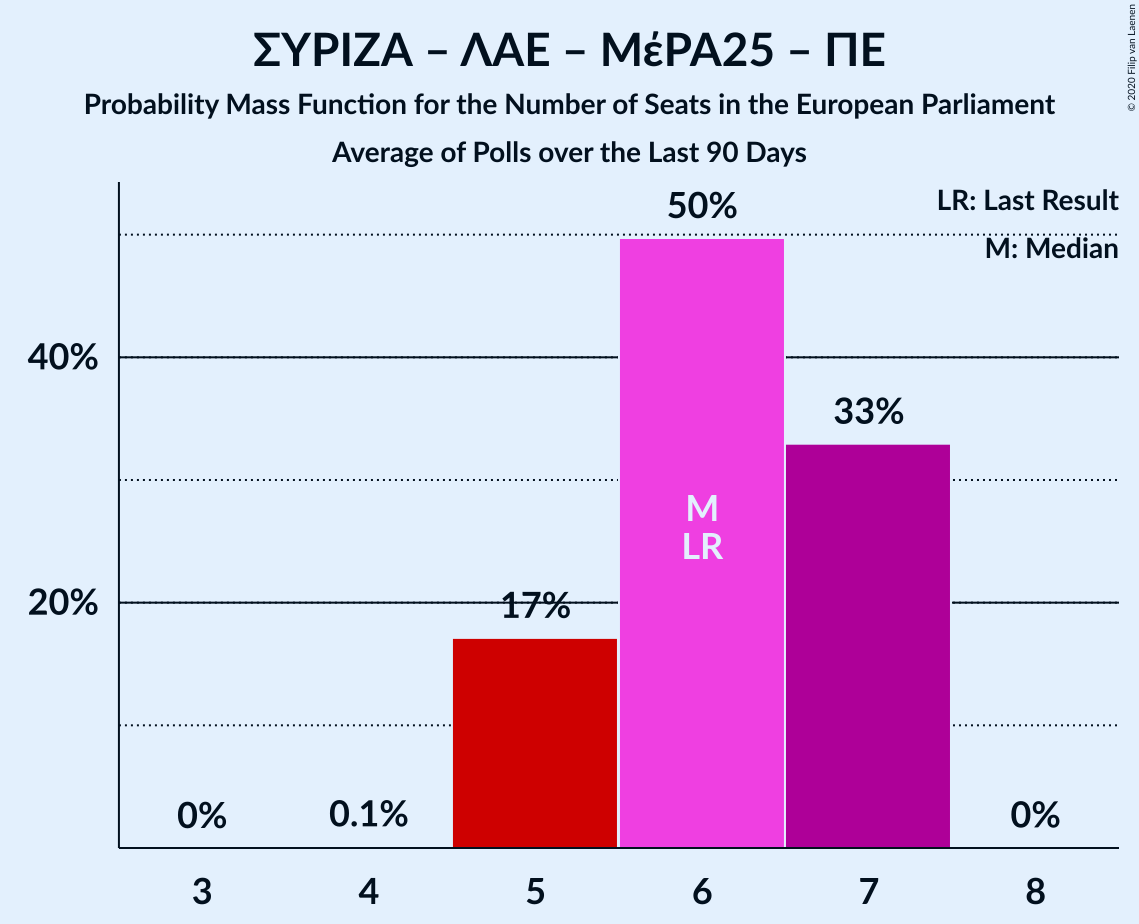 ΣΥΡΙΖΑ – ΛΑΕ – ΜέΡΑ25 – ΠΕ
Probability Mass Function for the Number of Seats in the European Parliament
Average of Polls over the Last 90 Days
© 2020 Filip van Laenen
LR: Last Result
M: Median
50%
40%
33%
M
LR
20%
17%
0%
0.1%
0%
3
4
5
6
7
8